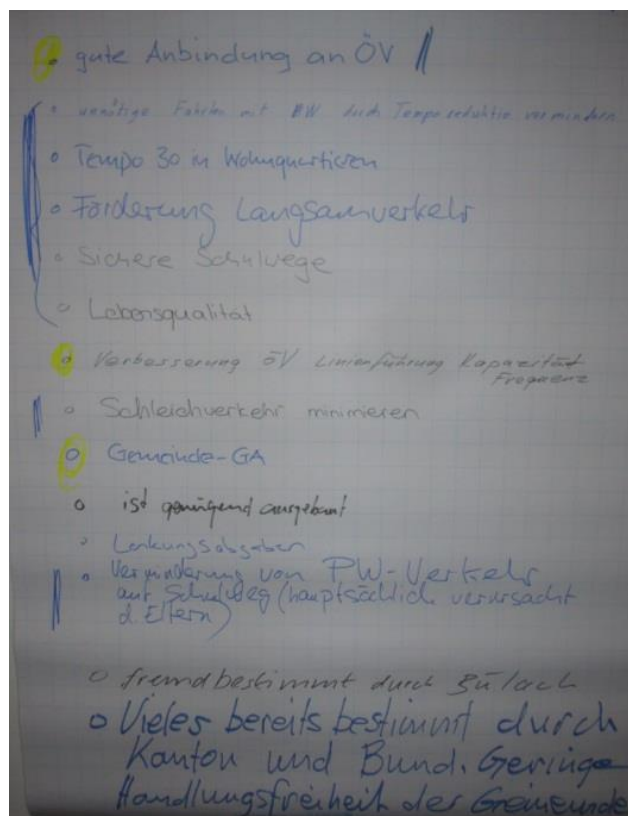 gute Anbindung an ÖV
unnötige Fahrten mit PW durch Temporeduktio vermindern
Tempo 30 in Wohnquartieren
Förderung Langsamverkehr
Sichere Schulwege
Lebensqualität
Verbesserung ÖV Linienführung Kapazität
Frequenz
Schleichverkehr minimieren
Gemeinde-GA
ist genügend ausgebaut
Lenkungsabgaben
Verminderung von PW-Verkehr
auf Schulweg (hauptsächlich verursacht
d. Eltern)
fremdbestimmt durch Bülach
Vieles bereits bestimmt durch
Kanton und Bund. Geringe
Handlungsfreiheit der Gemeinde